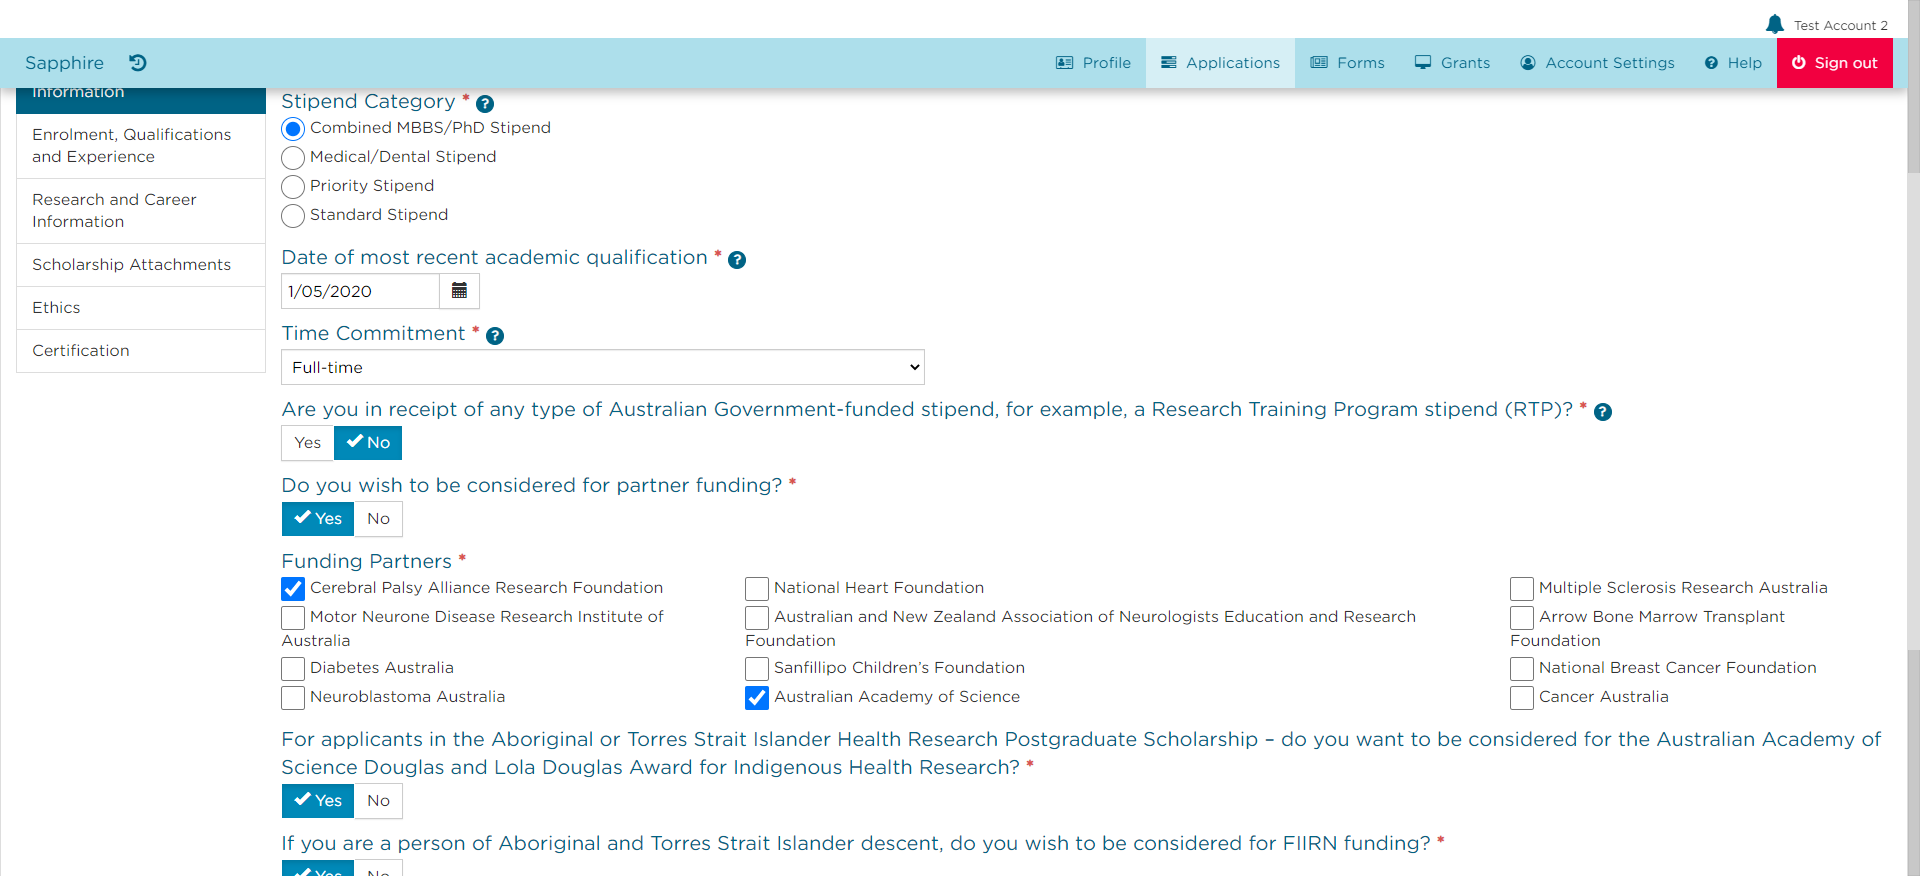 Test Account 2
Sapphire
Profile
Applications
Forms
Grants
Account Settings
Help
Sign out
Information
Enrolment, Qualifications
and Experience
Research and Career
Information
Scholarship Attachments
Ethics
Certification
Stipend Category * ?
Combined MBBS/PhD Stipend
Medical/Dental Stipend
Priority Stipend
Standard Stipend
Date of most recent academic qualification * ?
1/05/2020
Time Commitment * ?
Full-time
Are you in receipt of any type of Australian Government-funded stipend, for example, a Research Training Program stipend (RTP)? * ?
Yes No
Do you wish to be considered for partner funding? *
Yes No
Funding Partners *
Cerebral Palsy Alliance Research Foundation
National Heart Foundation
Multiple Sclerosis Research Australia
Motor Neurone Disease Research Institute of
Australia
Australian and New Zealand Association of Neurologists Education and Research
Foundation
Arrow Bone Marrow Transplant
Foundation
Diabetes Australia
Sanfillipo Children’s Foundation
National Breast Cancer Foundation
Neuroblastoma Australia
Australian Academy of Science
Cancer Australia
For applicants in the Aboriginal or Torres Strait Islander Health Research Postgraduate Scholarship – do you want to be considered for the Australian Academy of
Science Douglas and Lola Douglas Award for Indigenous Health Research? *
Yes No
If you are a person of Aboriginal and Torres Strait Islander descent, do you wish to be considered for FIIRN funding? *
Yes No